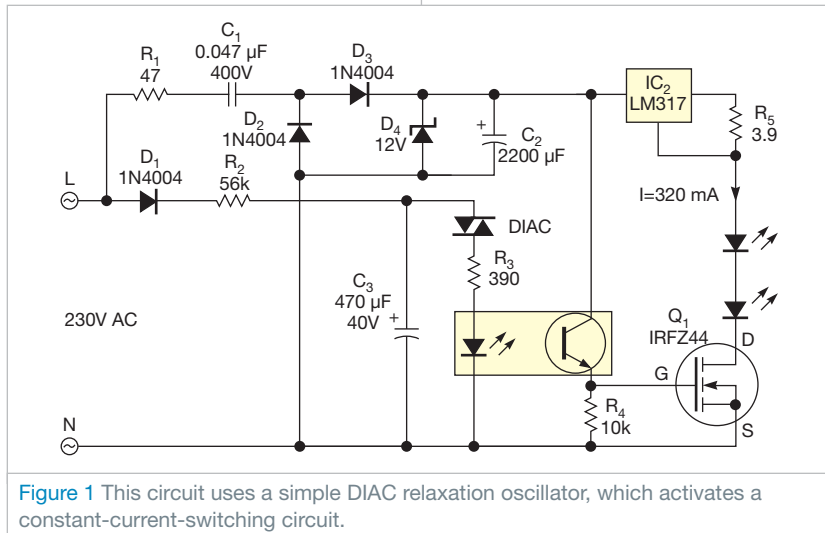 R1
47
C1
0.047 µF
400V
D3
1N4004
IC2
LM317
R5
3.9
D2
1N4004
D4
12V
+
C2
2200 µF
D1
1N4004
R2
56k
L
I=320 mA
DIAC
R3
390
C3
470 µF
40V
+
230V AC
Q1
IRFZ44
D
G
S
R4
10k
N
Figure 1 This circuit uses a simple DIAC relaxation oscillator, which activates a
constant-current-switching circuit.